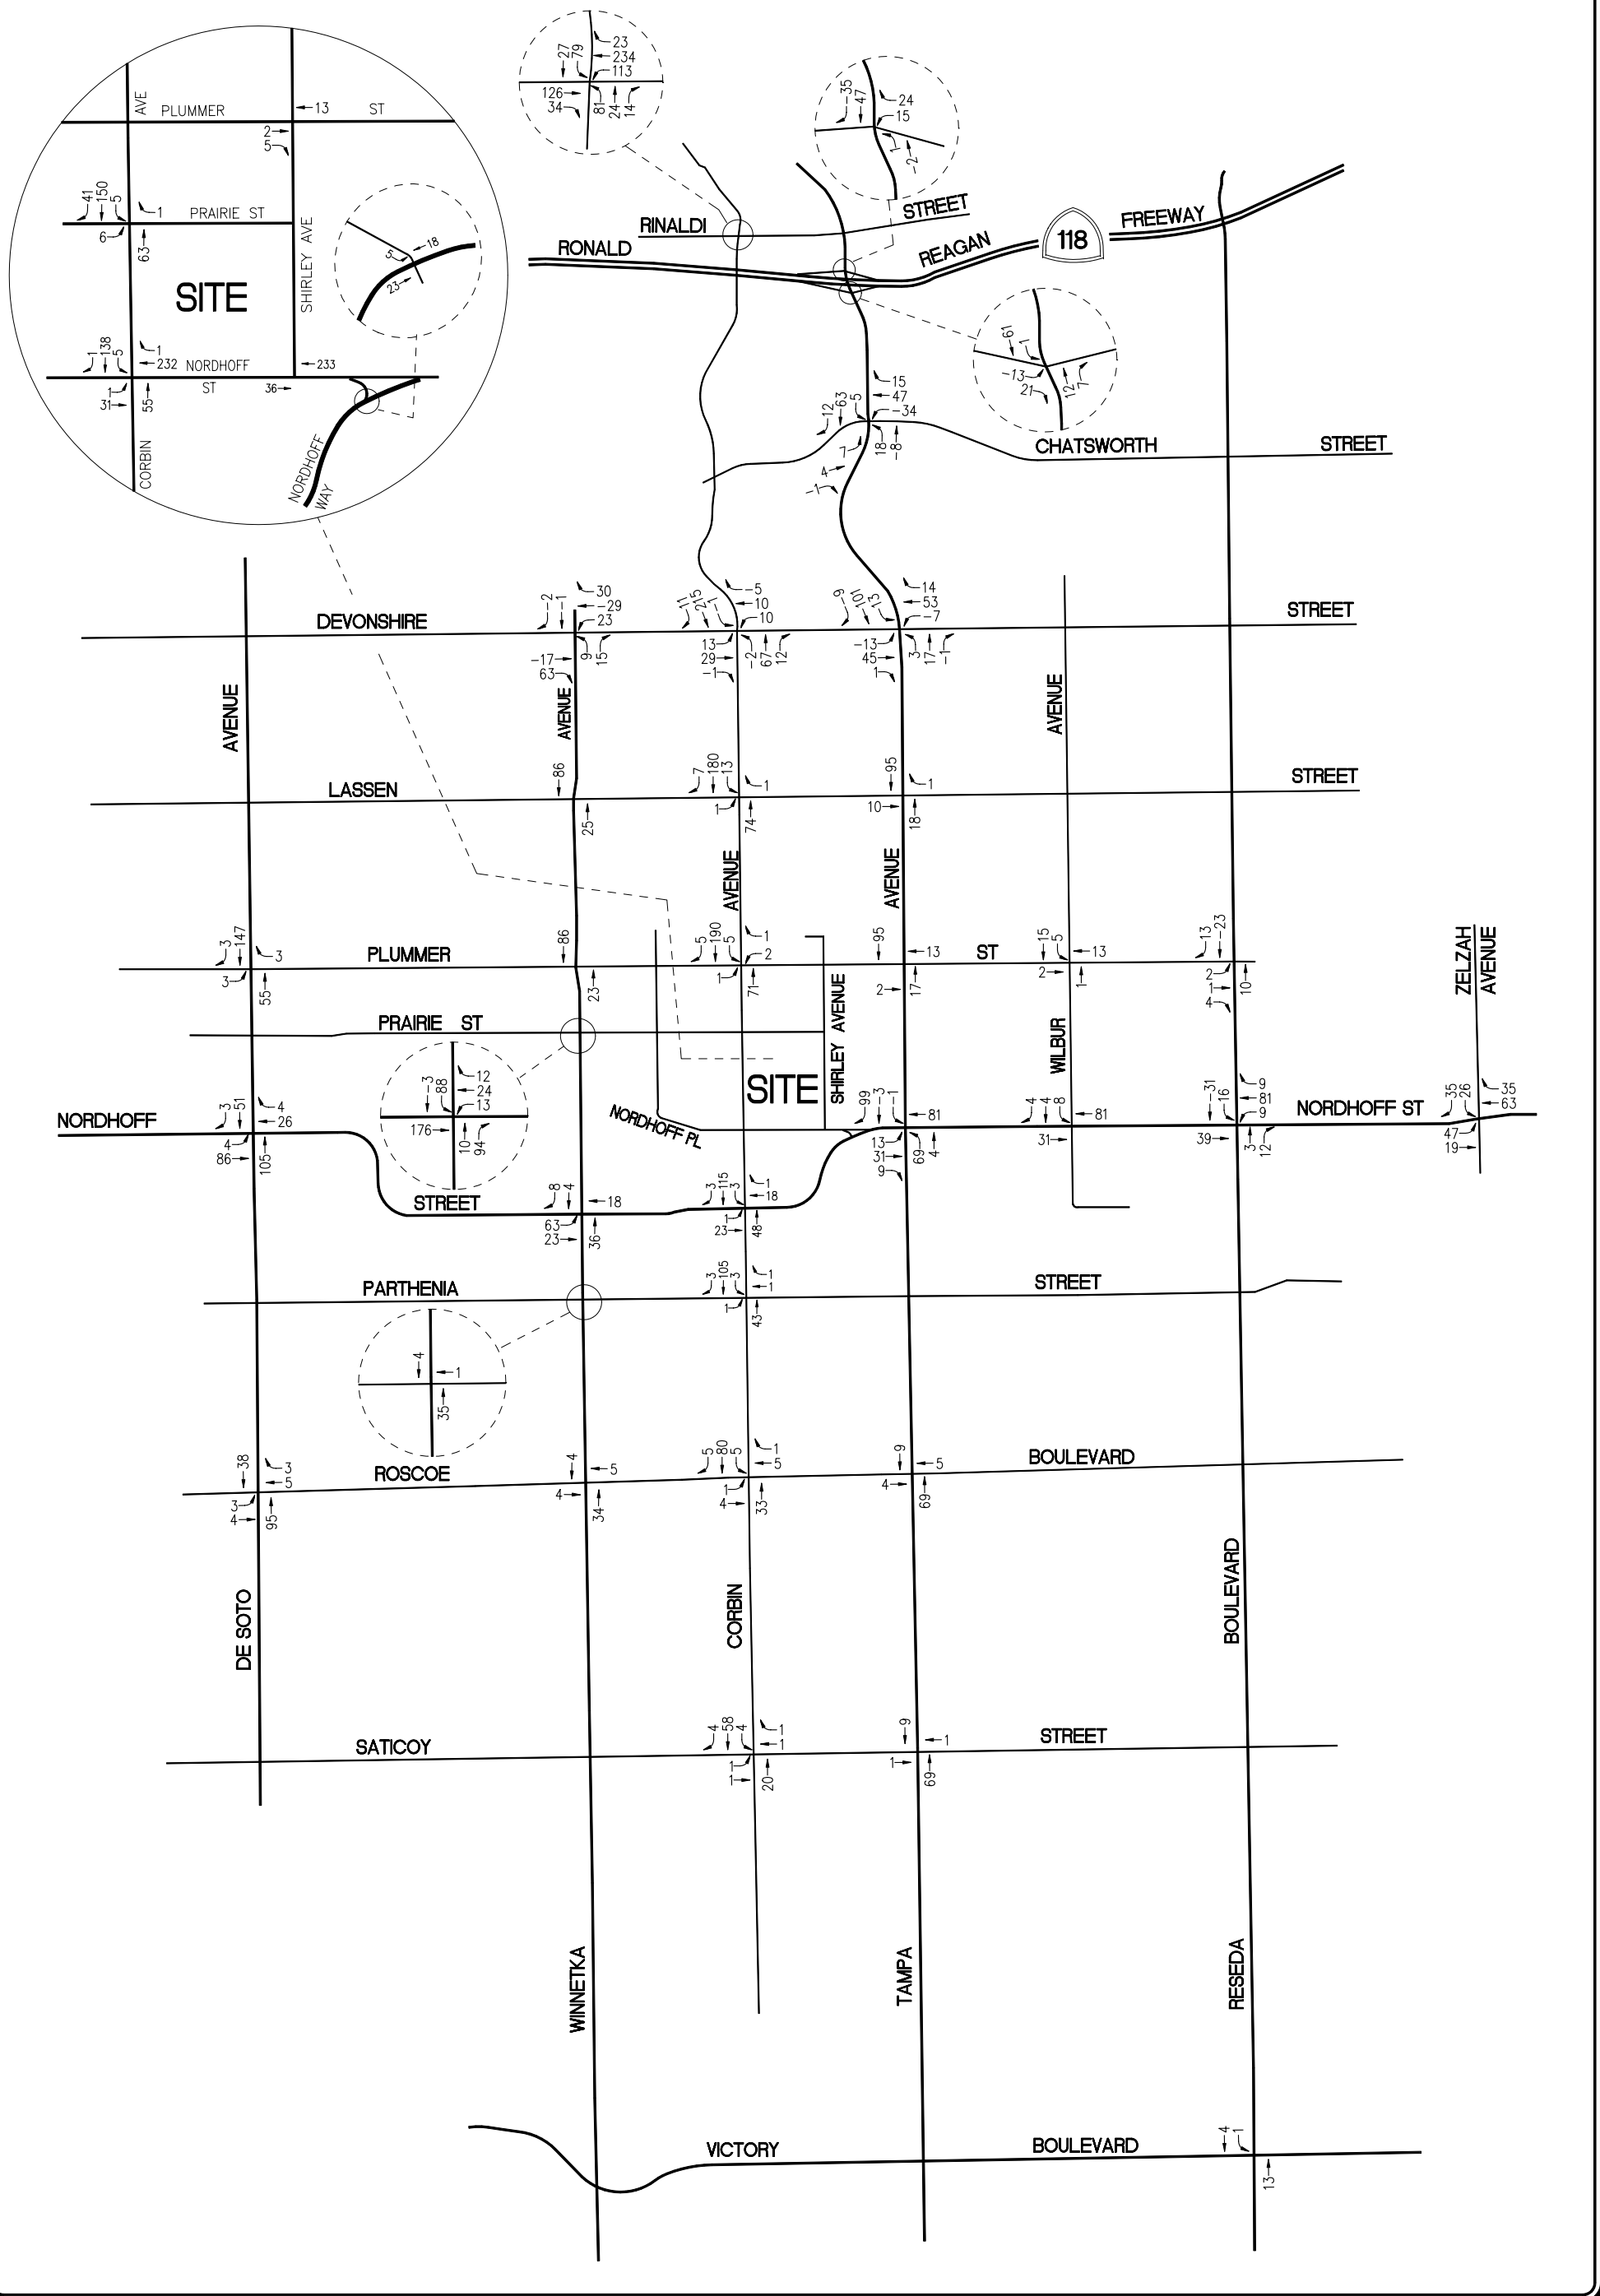 AVE PLUMMER ST
13
2
5
41 150 5
1
PRAIRIE ST
6
63
SHIRLEY AVE
SITE
18
5
23
1 138 5
1
232 NORDHOFF
233
ST
1
31
55
36
CORBIN
NORDHOFF
WAY
27 79
23
234
113
126
34
81 24 14
-35 -47
24
15
1
-2
RINALDI
STREET
RONALD
REAGAN
118
FREEWAY
61 1
-13
21
12 7
12 63 5
15
47
-34
7
4
-1
18 -8
CHATSWORTH
STREET
DEVONSHIRE
STREET
-2 -1
30
-29
23
-17
63
9 15
11 215 -1
-5
10
10
13
29
-1
-2 67 12
-9 101 13
14
53
-7
-13
45
1
3 17 -1
AVENUE
AVENUE
AVENUE
LASSEN
STREET
86
25
7 180 13
1
1
74
95
1
10
18
AVENUE
AVENUE
PLUMMER
ST
3 147
3
3
55
86
23
5 190 5
1
2
1
71
95
13
2
17
15 5
13
2
1
13 -23
2
1
4
10
ZELZAH
AVENUE
PRAIRIE ST
SHIRLEY AVENUE
WILBUR
SITE
-3 88
12
24
13
176
10 94
NORDHOFF
NORDHOFF PL
NORDHOFF ST
3 51
4
26
4
86
105
99 -3 -1
81
13
31
9
69 4
4 4 8
81
31
-31 16
9
81
9
39
3 12
35 26
35
63
47
19
STREET
8 4
18
63
23
36
3 115 3
1
18
1
23
48
PARTHENIA
STREET
3 105 3
1
1
1
43
4
1
35
ROSCOE
BOULEVARD
38
3
5
3
4
95
4
5
4
34
5 80 5
1
5
1
4
33
9
5
4
69
DE SOTO
CORBIN
BOULEVARD
SATICOY
STREET
4 58 4
1
1
1
1
20
9
1
1
69
WINNETKA
TAMPA
RESEDA
VICTORY
BOULEVARD
4 1
13